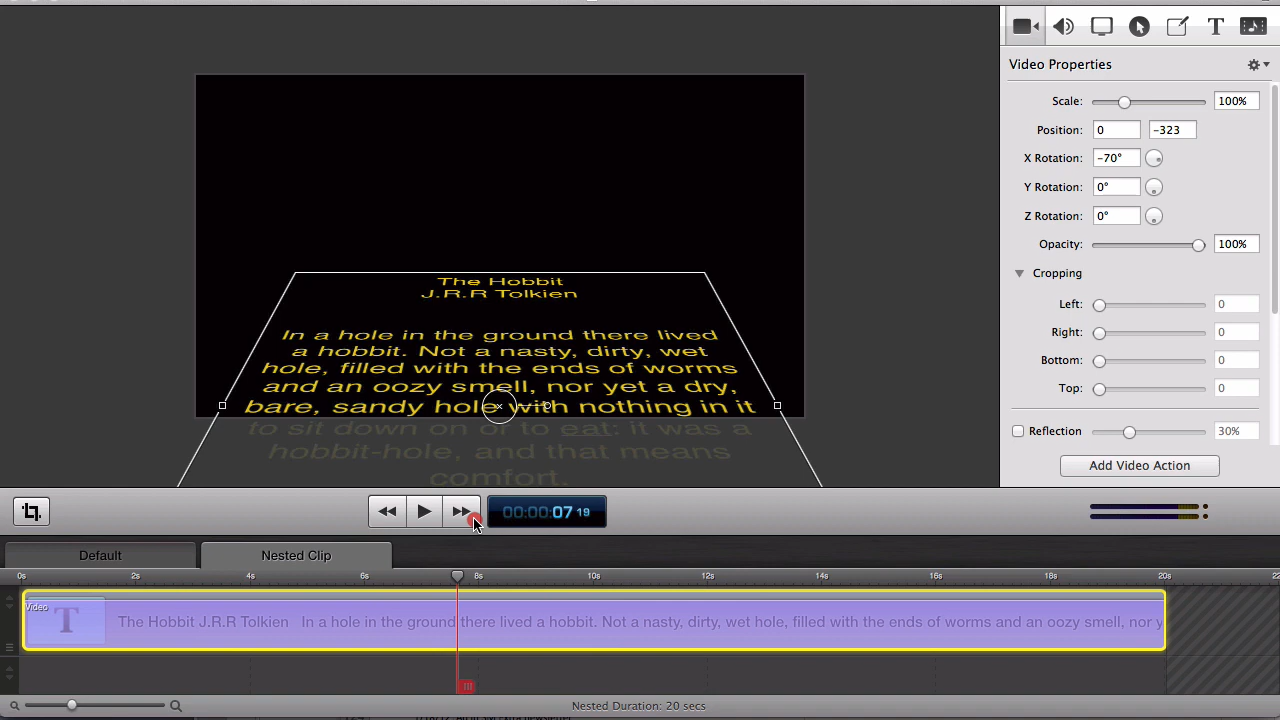 Video Properties
Scale: 100%
Position: 0 -323
X Rotation: -70°
Y Rotation: 0°
Z Rotation: 0°
Opacity: 100%
Cropping
Left: 0
Right: 0
Bottom: 0
Top: 0
Reflection 30%
Add Video Action
The Hobbit
J.R.R Tolkien
In a hole in the ground there lived
a hobbit. Not a nasty, dirty, wet
hole, filled with the ends of worms
and an oozy smell, nor yet a dry,
bare, sandy hole with nothing in it
to sit down on or to eat: it was a
hobbit-hole, and that means
comfort.
00:00:07 19
Default Nested Clip
0s 2s 4s 6s 8s 10s 12s 14s 16s 18s 20s 22
Video
T The Hobbit J.R.R Tolkien In a hole in the ground there lived a hobbit. Not a nasty, dirty, wet hole, filled with the ends of worms and an oozy smell, nor y
Nested Duration: 20 secs